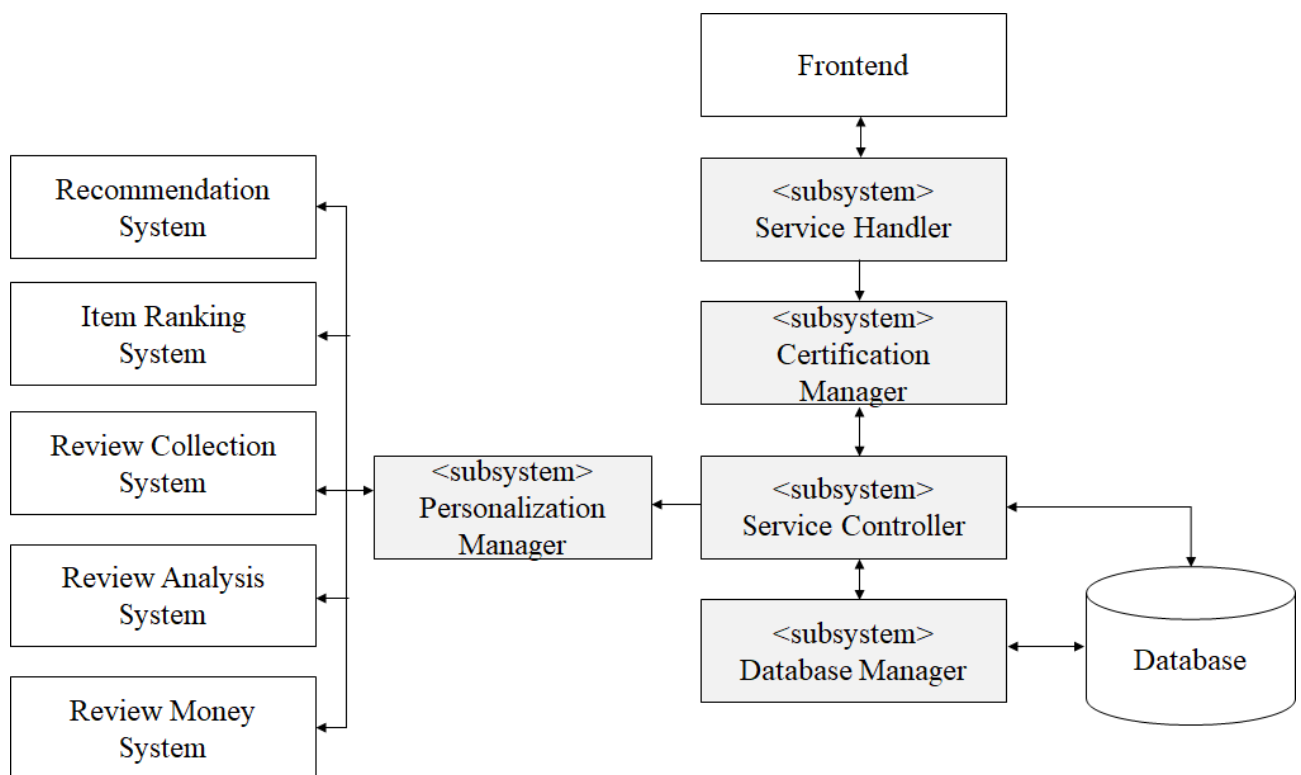 Frontend
<subsystem>
Service Handler
Recommendation
System
<subsystem>
Certification
Manager
Item Ranking
System
Review Collection
System
<subsystem>
Personalization
Manager
<subsystem>
Service Controller
Review Analysis
System
<subsystem>
Database Manager
Database
Review Money
System